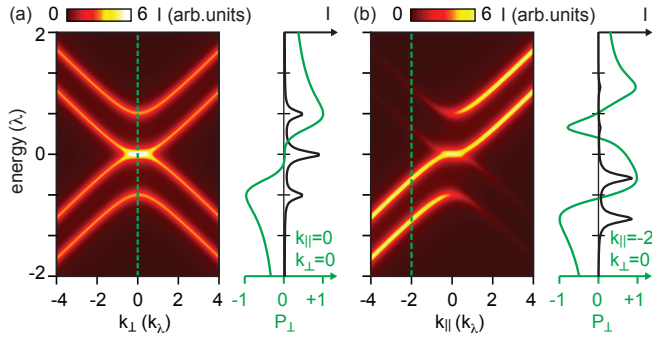 (a) 0 6 I (arb.units) I
(b) 0 6 I (arb.units) I
energy (λ)
2
0
-2
-4 -2 0 2 4
k⊥ (kλ)
k||=0
k⊥=0
-1 0 +1
P⊥
-4 -2 0 2 4
k|| (kλ)
k||=-2
k⊥=0
-1 0 +1
P⊥